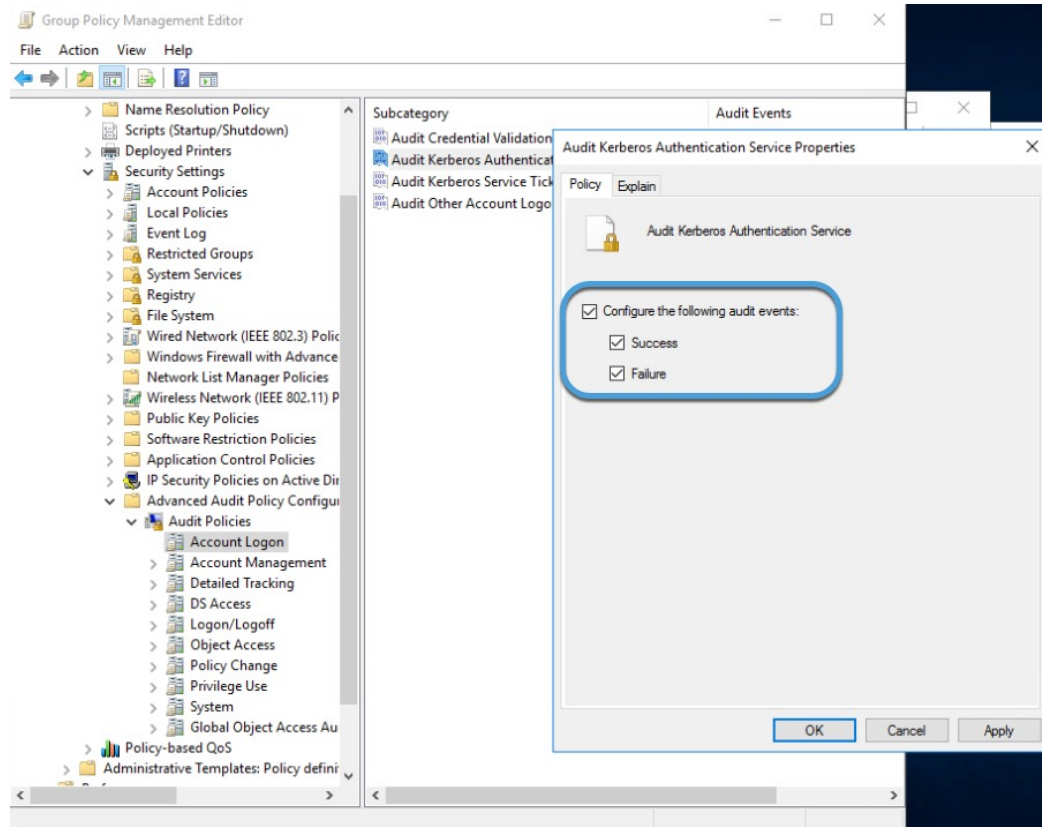 Group Policy Management Editor
File Action View Help
Name Resolution Policy
Scripts (Startup/Shutdown)
Deployed Printers
Security Settings
Account Policies
Local Policies
Event Log
Restricted Groups
System Services
Registry
File System
Wired Network (IEEE 802.3) Polic
Windows Firewall with Advance
Network List Manager Policies
Wireless Network (IEEE 802.11) P
Public Key Policies
Software Restriction Policies
Application Control Policies
IP Security Policies on Active Dir
Advanced Audit Policy Configu
Audit Policies
Account Logon
Account Management
Detailed Tracking
DS Access
Logon/Logoff
Object Access
Policy Change
Privilege Use
System
Global Object Access Au
Policy-based QoS
Administrative Templates: Policy defini
Subcategory Audit Events
Audit Credential Validation
Audit Kerberos Authenticat
Audit Kerberos Service Tick
Audit Other Account Logo
Audit Kerberos Authentication Service Properties
Policy Explain
Audit Kerberos Authentication Service
Configure the following audit events:
Success
Failure
OK Cancel Apply